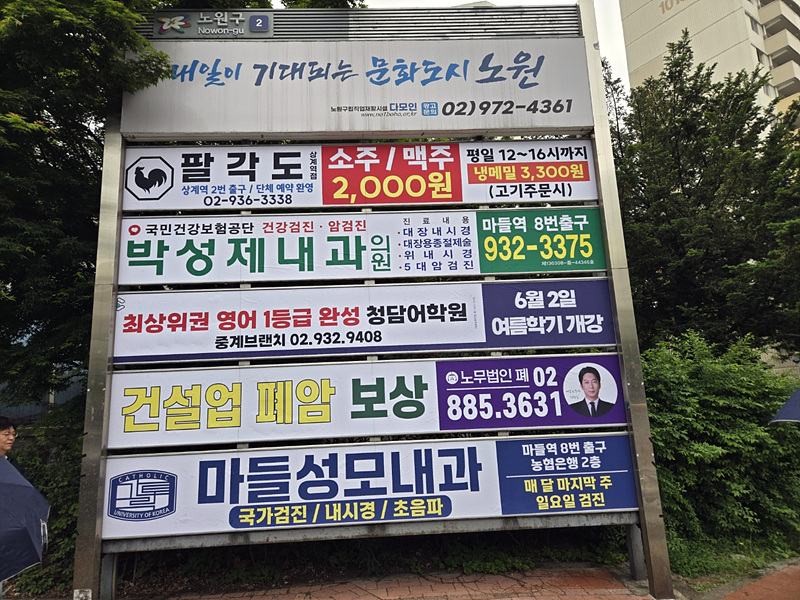 노원구
Nowon-gu
2
내일이 기대되는 문화도시 노원
노원구립직업재활시설 다모인
www.no1boho.or.kr
광고문의 02)972-4361
팔각도 상계역점
상계역 2번 출구 / 단체 예약 환영
02-936-3338
소주 / 맥주
2,000원
평일 12~16시까지
냉메밀 3,300원
(고기주문시)
국민건강보험공단 건강검진 · 암검진
박성제내과의원
진료내용
· 대장내시경
· 대장용종절제술
· 위내시경
· 5대암검진
마들역 8번출구
932-3375
최상위권 영어 1등급 완성 청담어학원
중계브랜치 02.932.9408
6월 2일
여름학기 개강
건설업 폐암 보상
노무법인 폐 02
885.3631
CATHOLIC
UNIVERSITY OF KOREA
마들성모내과
국가검진 / 내시경 / 초음파
마들역 8번 출구
농협은행 2층
매 달 마지막 주
일요일 검진